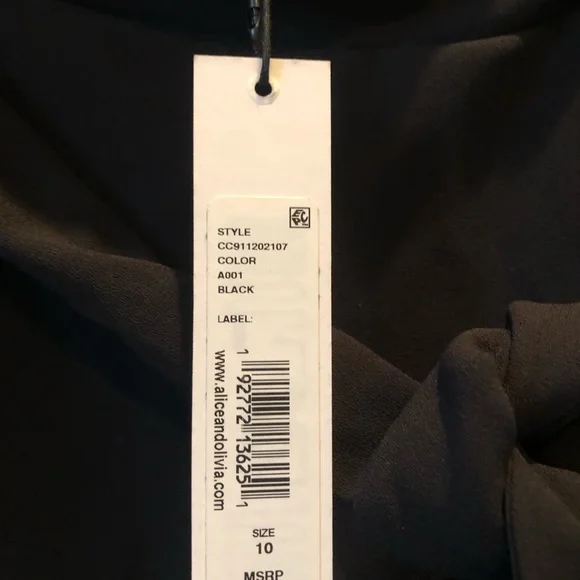 STYLE
CC911202107
COLOR
A001
BLACK
LABEL:
1 92772 13625 1
www.aliceandolivia.com
SIZE
10
MSRP